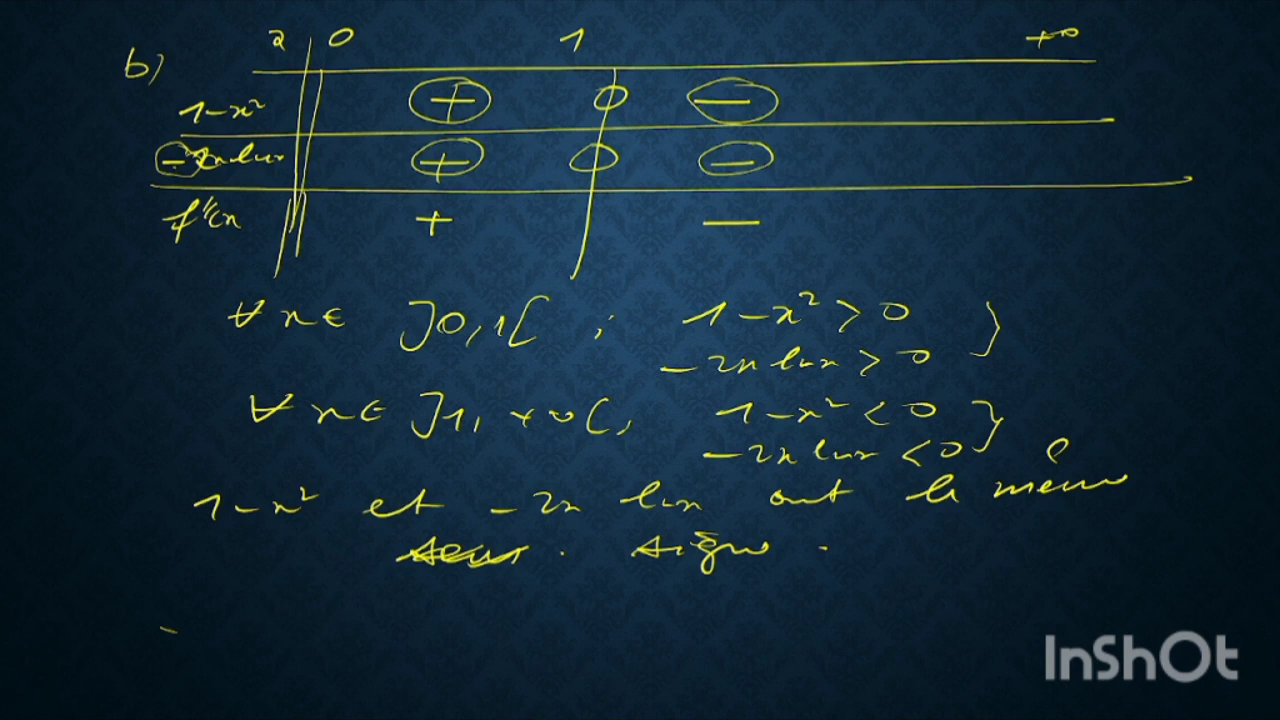 b)
x 0 1 +∞
1-x² + 0 -
-2x ln x + 0 -
f''(x + -
∀ x ∈ ]0,1[ ; 1-x² > 0 }
-2x ln x > 0
∀ x ∈ ]1, +∞[, 1-x² < 0 }
-2x ln x < 0
1-x² et -2x ln x ont le même
signe .
-
InShOt